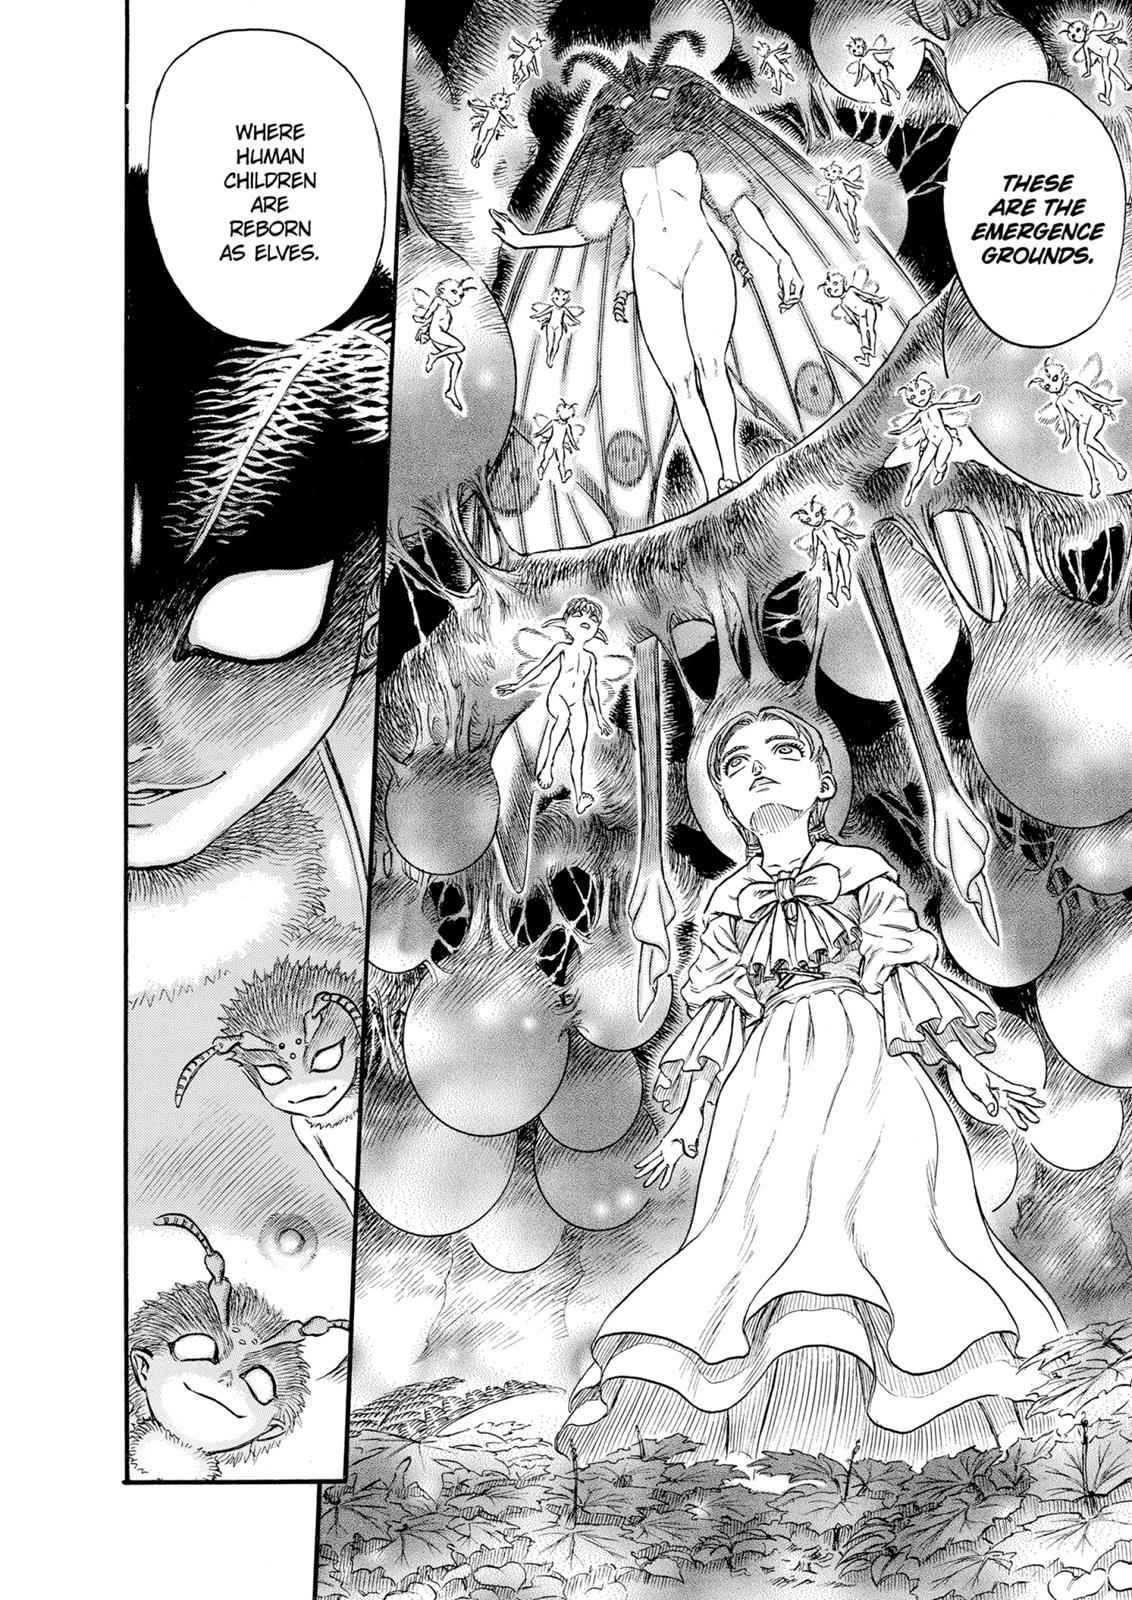 THESE
ARE THE
EMERGENCE
GROUNDS.
WHERE
HUMAN
CHILDREN
ARE
REBORN
AS ELVES.